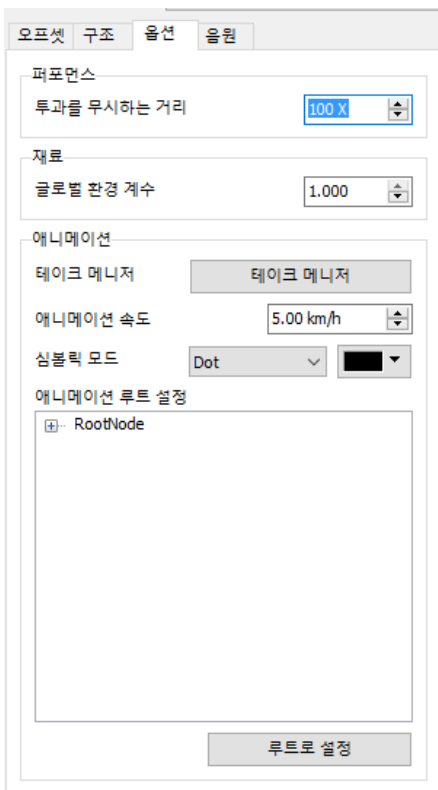 오프셋 구조 옵션 음원
퍼포먼스
투과를 무시하는 거리 100 X
재료
글로벌 환경 계수 1.000
애니메이션
테이크 메니저 테이크 메니저
애니메이션 속도 5.00 km/h
심볼릭 모드 Dot
애니메이션 루트 설정
RootNode
루트로 설정